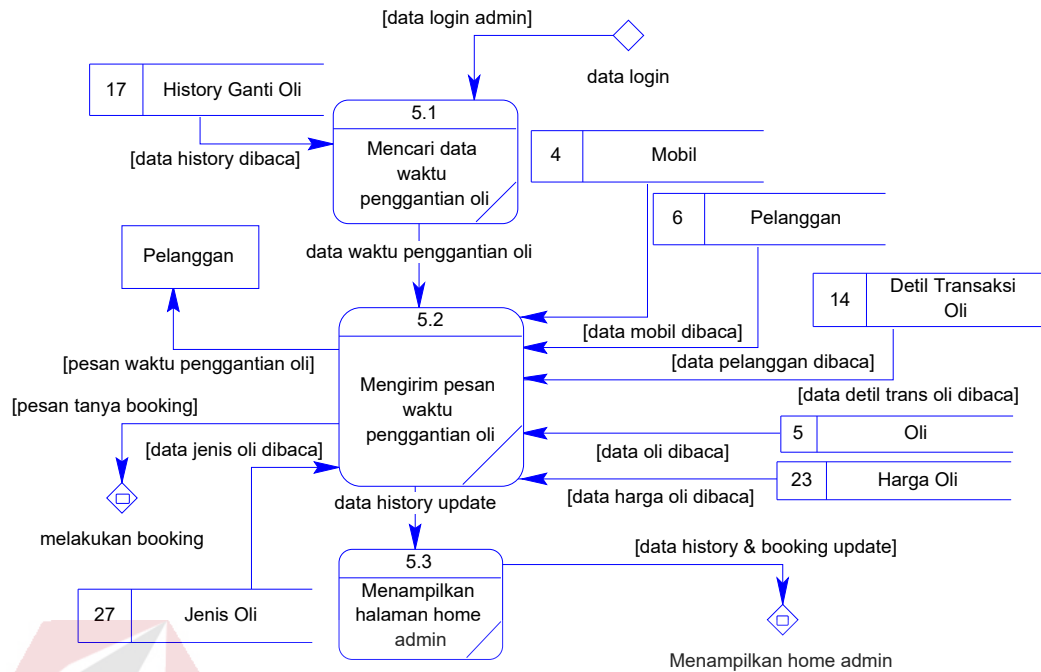 [data login admin]
data login
17 History Ganti Oli
5.1
[data history dibaca]
Mencari data
waktu
penggantian oli
4 Mobil
6 Pelanggan
Pelanggan
data waktu penggantian oli
14 Detil Transaksi
Oli
5.2
[data mobil dibaca]
[pesan waktu penggantian oli]
[data pelanggan dibaca]
Mengirim pesan
waktu
penggantian oli
[data detil trans oli dibaca]
[pesan tanya booking]
5 Oli
[data jenis oli dibaca]
[data oli dibaca]
23 Harga Oli
[data harga oli dibaca]
data history update
melakukan booking
5.3
[data history & booking update]
Menampilkan
halaman home
admin
27 Jenis Oli
Menampilkan home admin